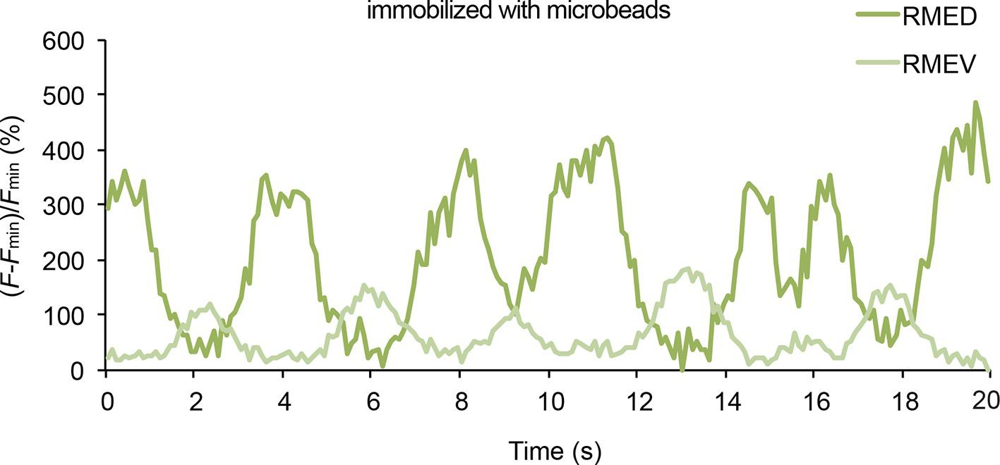 immobilized with microbeads
RMED
RMEV
(F-Fmin)/Fmin (%)
600
500
400
300
200
100
0
0 2 4 6 8 10 12 14 16 18 20
Time (s)